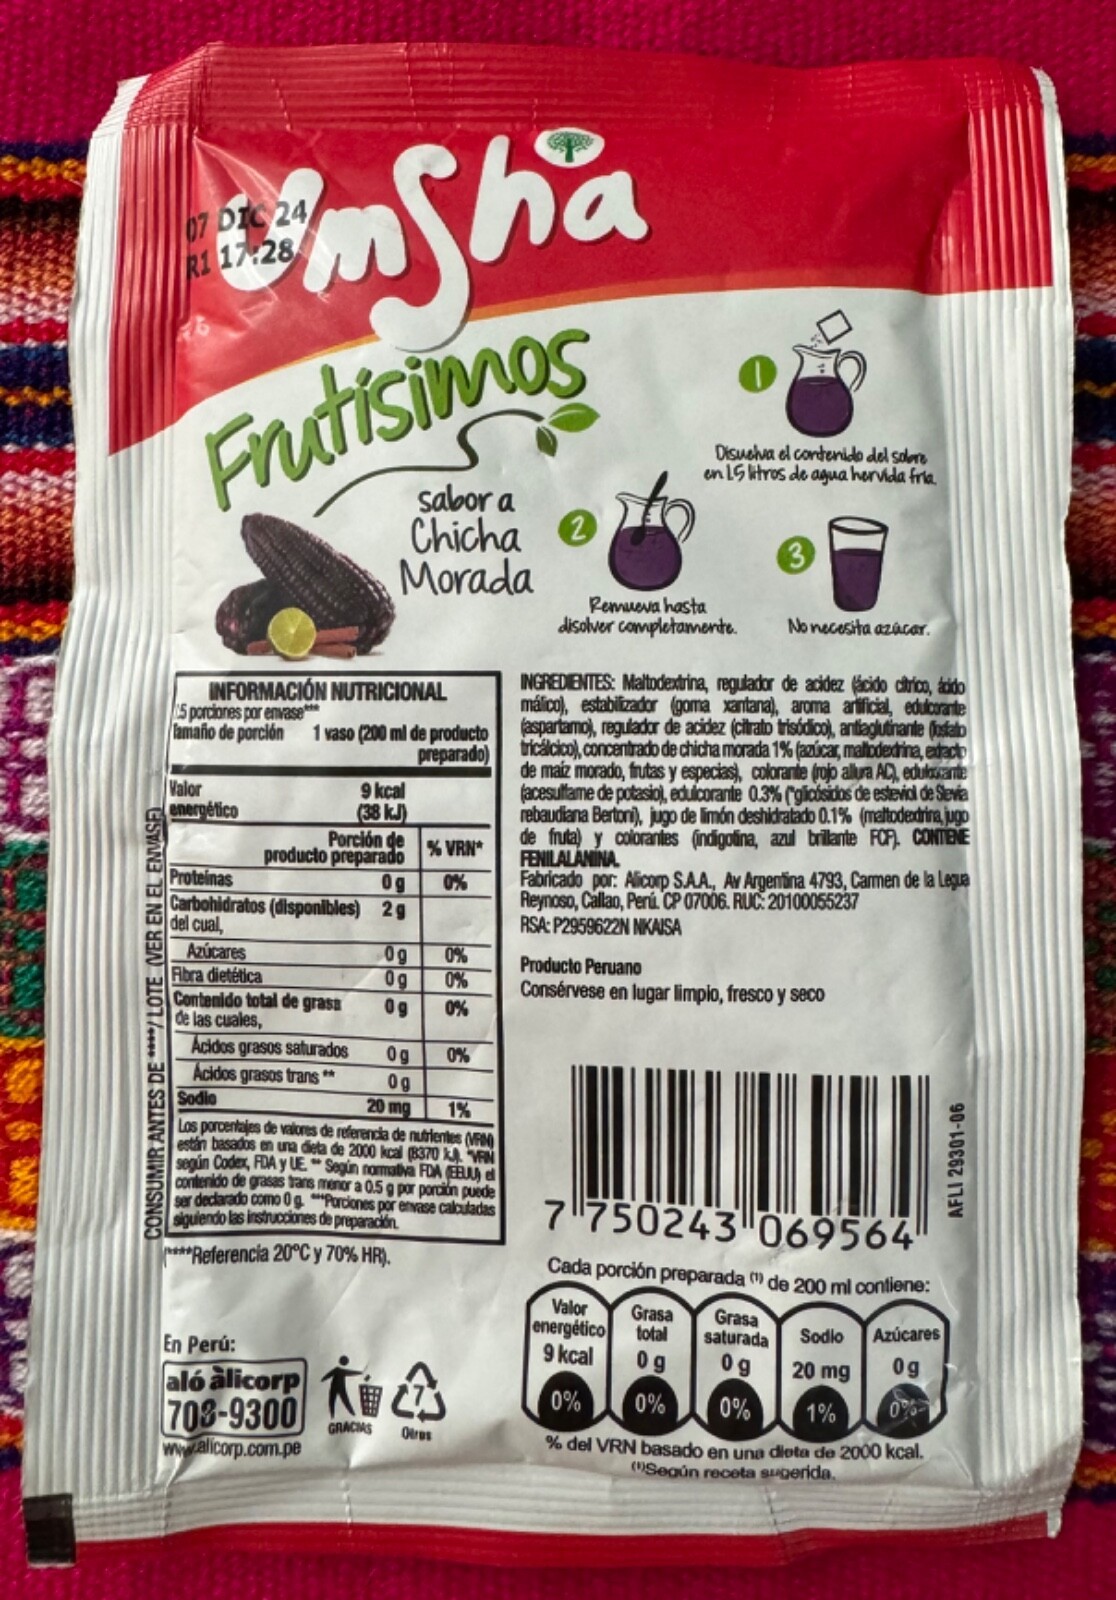 07 DIC 24
R1 17:28
Umsha
Frutísimos
sabor a
Chicha
Morada
1
Disuelva el contenido del sobre
en 1.5 litros de agua hervida fría.
2
Remueva hasta
disolver completamente.
3
No necesita azúcar.
INFORMACIÓN NUTRICIONAL
5 porciones por envase***
Tamaño de porción 1 vaso (200 ml de producto
preparado)
Valor 9 kcal
energético (38 kJ)
Porción de
producto preparado % VRN*
Proteínas 0 g 0%
Carbohidratos (disponibles) 2 g
del cual,
Azúcares 0 g 0%
Fibra dietética 0 g 0%
Contenido total de grasa 0 g 0%
de las cuales,
Ácidos grasos saturados 0 g 0%
Ácidos grasos trans ** 0 g
Sodio 20 mg 1%
Los porcentajes de valores de referencia de nutrientes (VRN)
están basados en una dieta de 2000 kcal (8370 kJ). *VRN
según Codex, FDA y UE. ** Según normativa FDA (EEUU) el
contenido de grasas trans menor a 0.5 g por porción puede
ser declarado como 0 g. ***Porciones por envase calculadas
siguiendo las instrucciones de preparación.
(****Referencia 20°C y 70% HR).
CONSUMIR ANTES DE ****/ LOTE (VER EN EL ENVASE)
INGREDIENTES: Maltodextrina, regulador de acidez (ácido cítrico, ácido
málico), estabilizador (goma xantana), aroma artificial, edulcorante
(aspartamo), regulador de acidez (citrato trisódico), antiaglutinante (fosfato
tricálcico), concentrado de chicha morada 1% (azúcar, maltodextrina, extracto
de maíz morado, frutas y especias), colorante (rojo allura AC), edulcorante
(acesulfame de potasio), edulcorante 0.3% (*glicósidos de esteviol de Stevia
rebaudiana Bertoni), jugo de limón deshidratado 0.1% (maltodextrina, jugo
de fruta) y colorantes (indigotina, azul brillante FCF). CONTIENE
FENILALANINA.
Fabricado por: Alicorp S.A.A., Av Argentina 4793, Carmen de la Legua
Reynoso, Callao, Perú. CP 07006. RUC: 20100055237
RSA: P2959622N NKAISA
Producto Peruano
Consérvese en lugar limpio, fresco y seco
7 750243 069564
AFLI 29301-06
Cada porción preparada (1) de 200 ml contiene:
Valor energético 9 kcal 0%
Grasa total 0 g 0%
Grasa saturada 0 g 0%
Sodio 20 mg 1%
Azúcares 0 g 0%
% del VRN basado en una dieta de 2000 kcal.
(1)Según receta sugerida.
En Perú:
aló alicorp
708-9300
www.alicorp.com.pe
GRACIAS
7
Otros